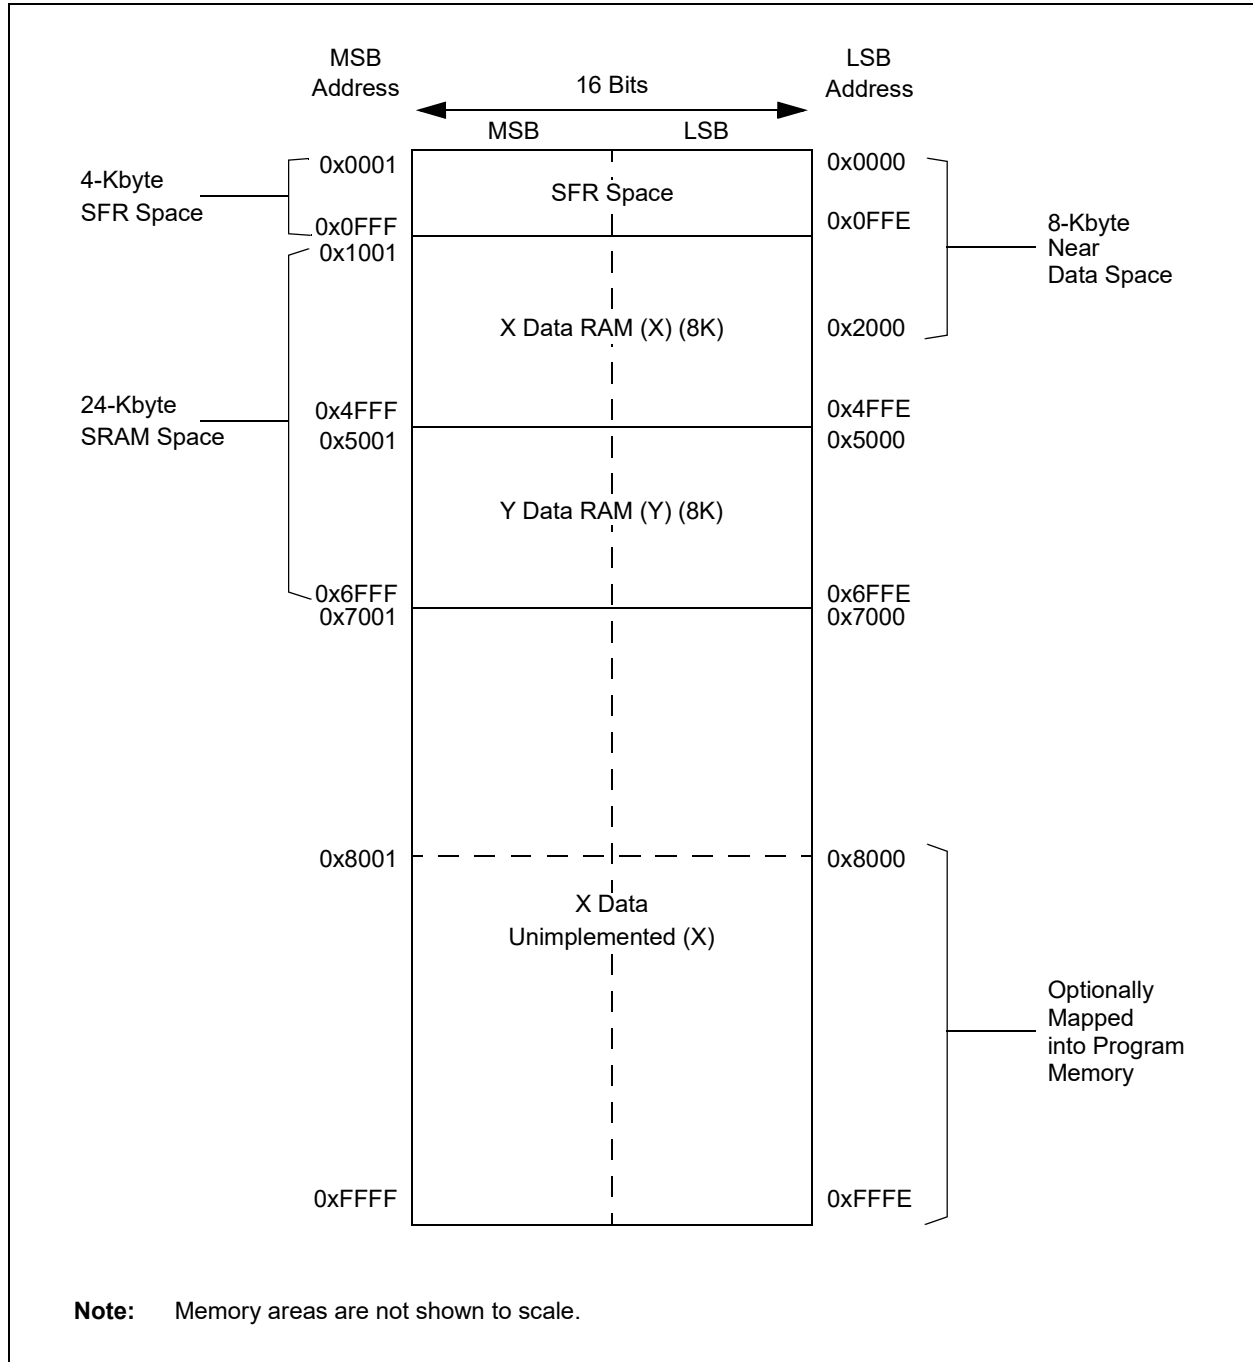 MSB
Address
LSB
Address
16 Bits
MSB
LSB
0x0001
0x0000
4-Kbyte
SFR Space
SFR Space
0x0FFF
0x0FFE
8-Kbyte
Near
Data Space
0x1001
X Data RAM (X) (8K)
0x2000
24-Kbyte
SRAM Space
0x4FFF
0x4FFE
0x5001
0x5000
Y Data RAM (Y) (8K)
0x6FFF
0x6FFE
0x7001
0x7000
0x8001
0x8000
X Data
Unimplemented (X)
Optionally
Mapped
into Program
Memory
0xFFFF
0xFFFE
Note: Memory areas are not shown to scale.